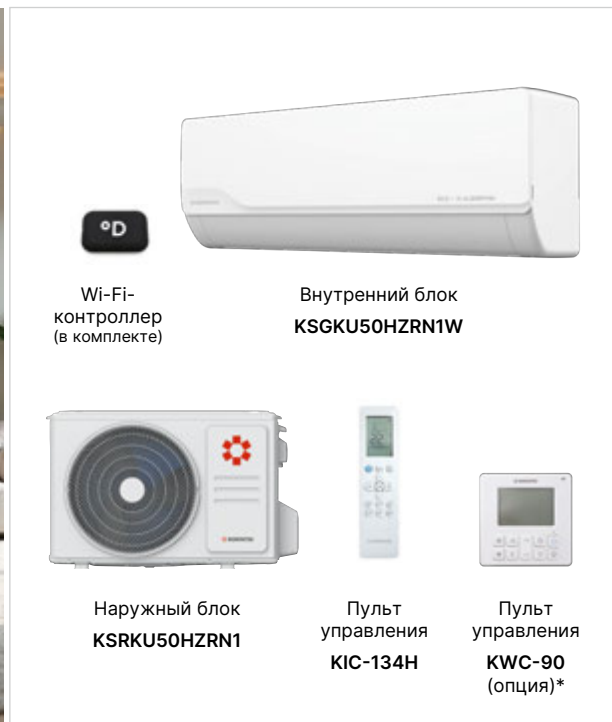 °D
Wi-Fi-
контроллер
(в комплекте)
Внутренний блок
KSGKU50HZRN1W
Наружный блок
KSRKU50HZRN1
Пульт
управления
KIC-134H
Пульт
управления
KWC-90
(опция)*